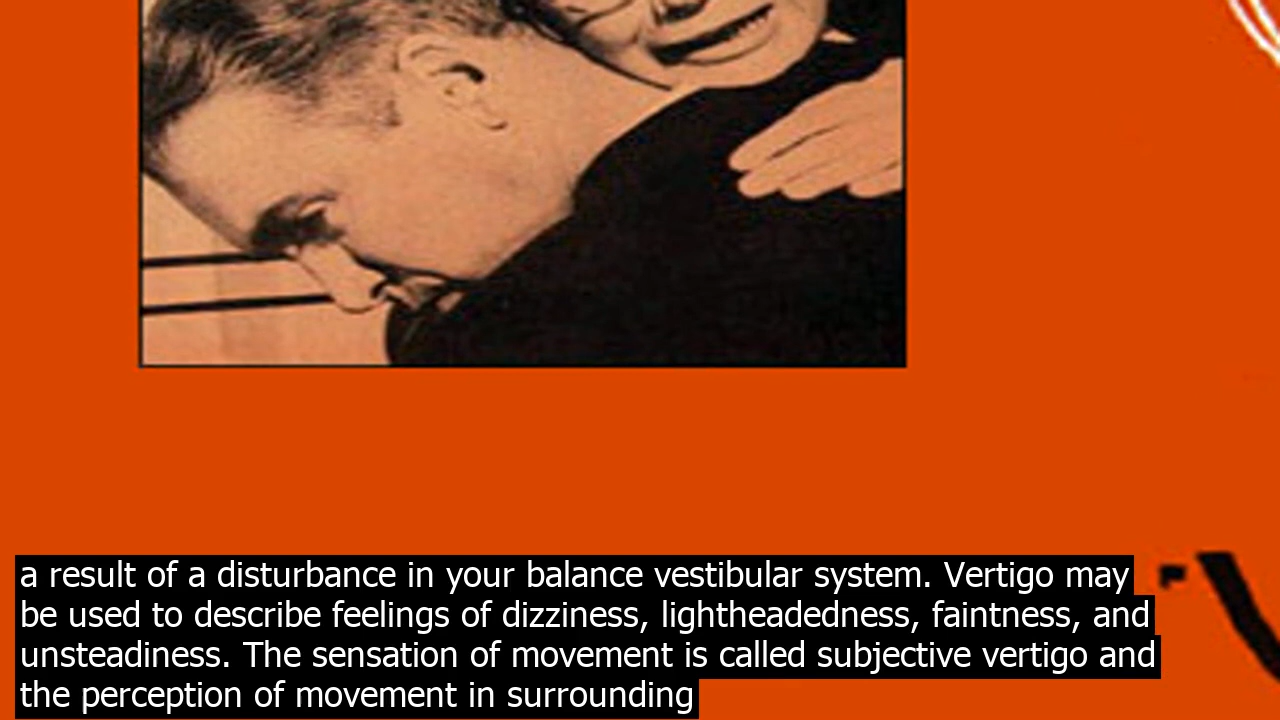 a result of a disturbance in your balance vestibular system. Vertigo may
be used to describe feelings of dizziness, lightheadedness, faintness, and
unsteadiness. The sensation of movement is called subjective vertigo and
the perception of movement in surrounding